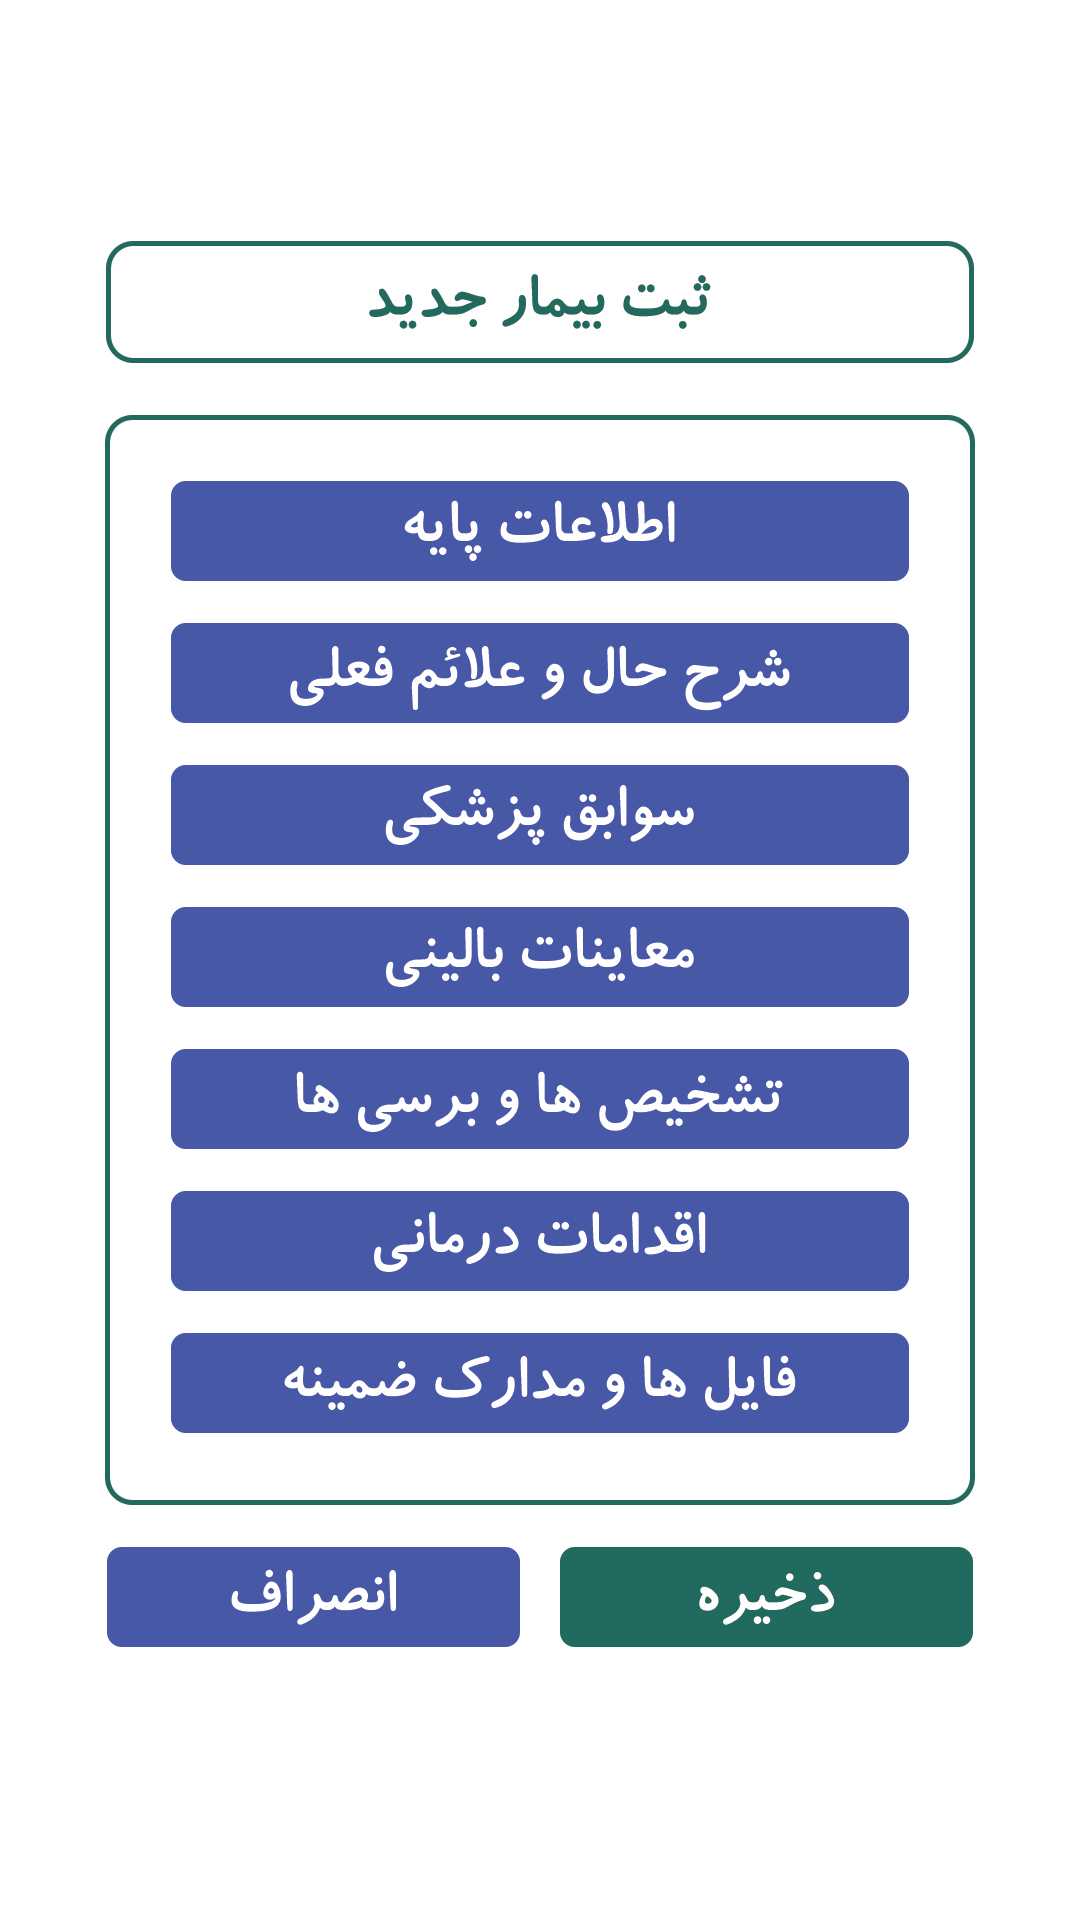 ثبت بیمار جدید
اطلاعات پایه
شرح حال و علائم فعلی
سوابق پزشکی
معاینات بالینی
تشخیص ها و برسی ها
اقدامات درمانی
فایل ها و مدارک ضمینه
ذخیره
انصراف